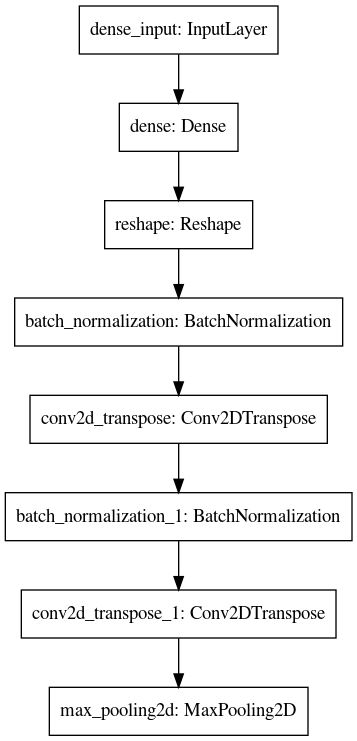 dense_input: InputLayer
dense: Dense
reshape: Reshape
batch_normalization: BatchNormalization
conv2d_transpose: Conv2DTranspose
batch_normalization_1: BatchNormalization
conv2d_transpose_1: Conv2DTranspose
max_pooling2d: MaxPooling2D